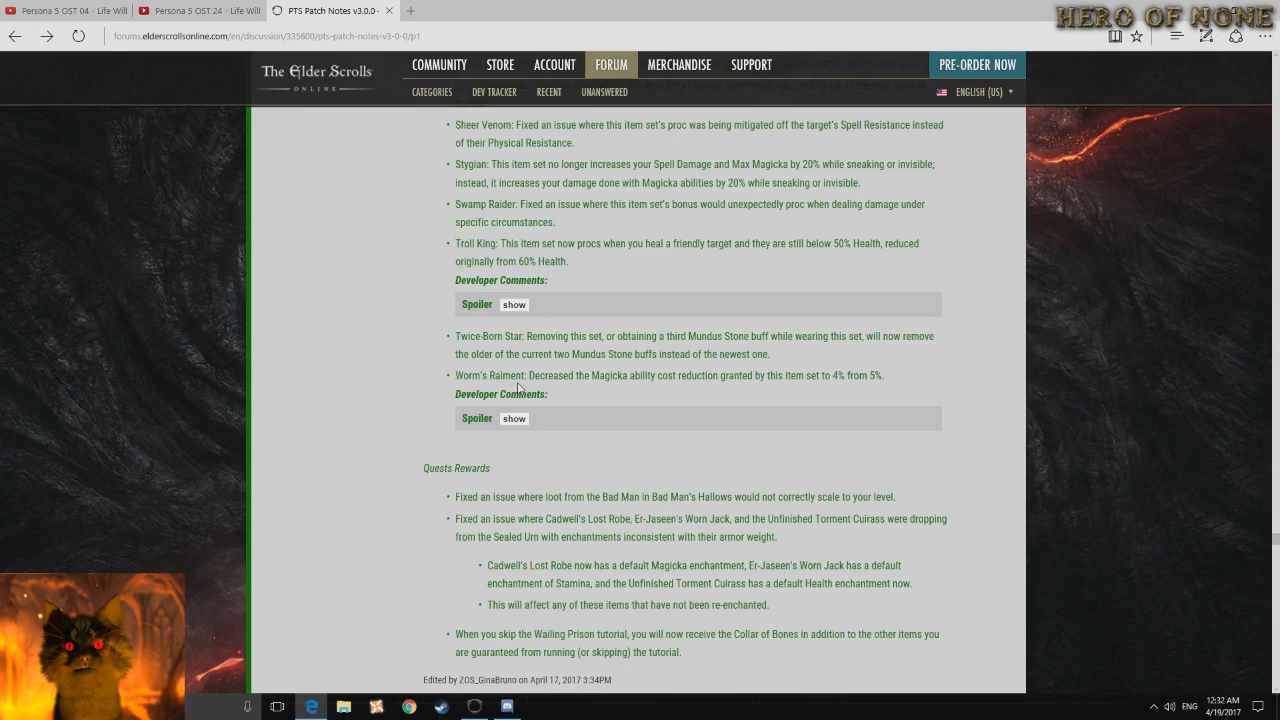 Persona 5 OST 04 - Life Will
Persona 5 OST 24 - Life Will
PTS Patch Notes v3.0.0 -
HERO OF NONE
forums.elderscrollsonline.com/en/discussion/335600/pts-patch-notes-v3-0-0/p1
The Elder Scrolls
ONLINE
COMMUNITY STORE ACCOUNT FORUM MERCHANDISE SUPPORT PRE-ORDER NOW
CATEGORIES DEV TRACKER RECENT UNANSWERED ENGLISH (US)
• Sheer Venom: Fixed an issue where this item set's proc was being mitigated off the target's Spell Resistance instead
of their Physical Resistance.
• Stygian: This item set no longer increases your Spell Damage and Max Magicka by 20% while sneaking or invisible;
instead, it increases your damage done with Magicka abilities by 20% while sneaking or invisible.
• Swamp Raider: Fixed an issue where this item set's bonus would unexpectedly proc when dealing damage under
specific circumstances.
• Troll King: This item set now procs when you heal a friendly target and they are still below 50% Health, reduced
originally from 60% Health.
Developer Comments:
Spoiler show
• Twice-Born Star: Removing this set, or obtaining a third Mundus Stone buff while wearing this set, will now remove
the older of the current two Mundus Stone buffs instead of the newest one.
• Worm's Raiment: Decreased the Magicka ability cost reduction granted by this item set to 4% from 5%.
Developer Comments:
Spoiler show
Quests Rewards
• Fixed an issue where loot from the Bad Man in Bad Man's Hallows would not correctly scale to your level.
• Fixed an issue where Cadwell's Lost Robe, Er-Jaseen's Worn Jack, and the Unfinished Torment Cuirass were dropping
from the Sealed Urn with enchantments inconsistent with their armor weight.
• Cadwell's Lost Robe now has a default Magicka enchantment, Er-Jaseen's Worn Jack has a default
enchantment of Stamina, and the Unfinished Torment Cuirass has a default Health enchantment now.
• This will affect any of these items that have not been re-enchanted.
• When you skip the Wailing Prison tutorial, you will now receive the Collar of Bones in addition to the other items you
are guaranteed from running (or skipping) the tutorial.
Edited by ZOS_GinaBruno on April 17, 2017 3:34PM
ENG
12:32 AM
4/19/2017